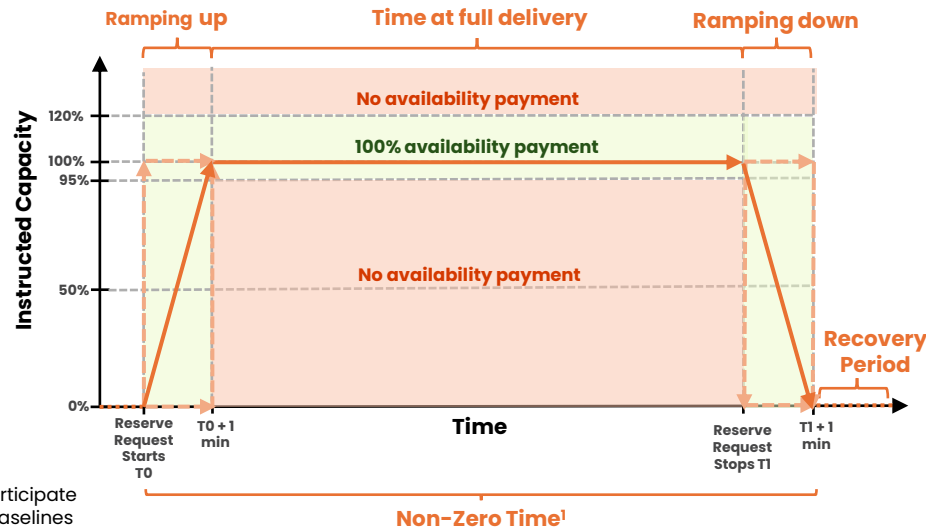 Ramping up
Time at full delivery
Ramping down
Instructed Capacity
No availability payment
120%
100% availability payment
100%
95%
No availability payment
50%
Recovery
Period
0%
Reserve
Request
Starts
T0
T0 + 1
min
Time
Reserve
Request
Stops T1
T1 + 1
min
rticipate
aselines
Non-Zero Time¹